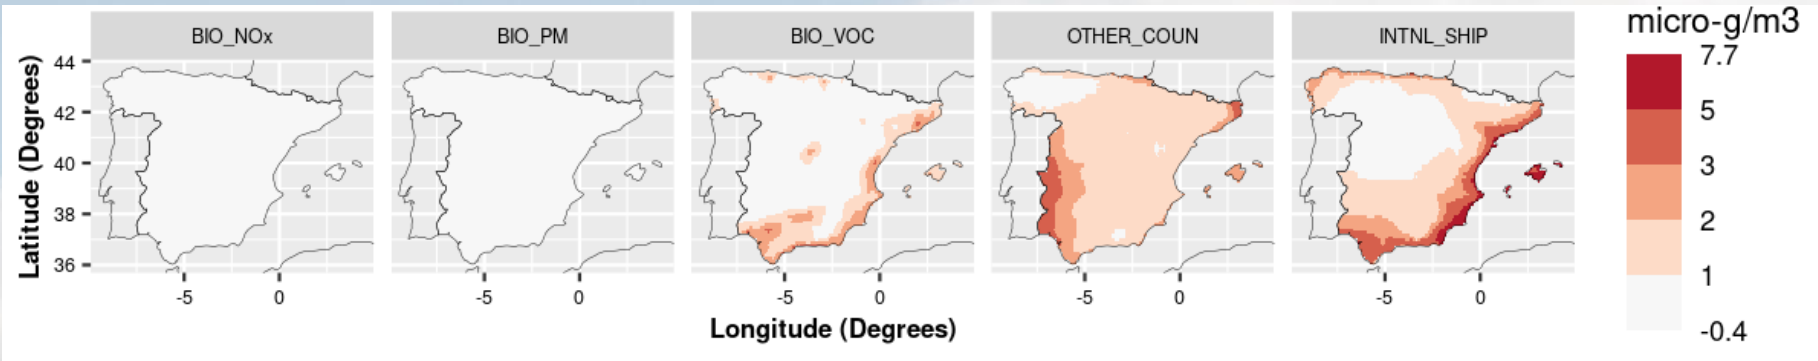 micro-g/m3
BIO_NOx BIO_PM BIO_VOC OTHER_COUN INTNL_SHIP
7.7
5
3
2
1
-0.4
Latitude (Degrees)
44
42
40
38
36
-5 0 -5 0 -5 0 -5 0 -5 0
Longitude (Degrees)